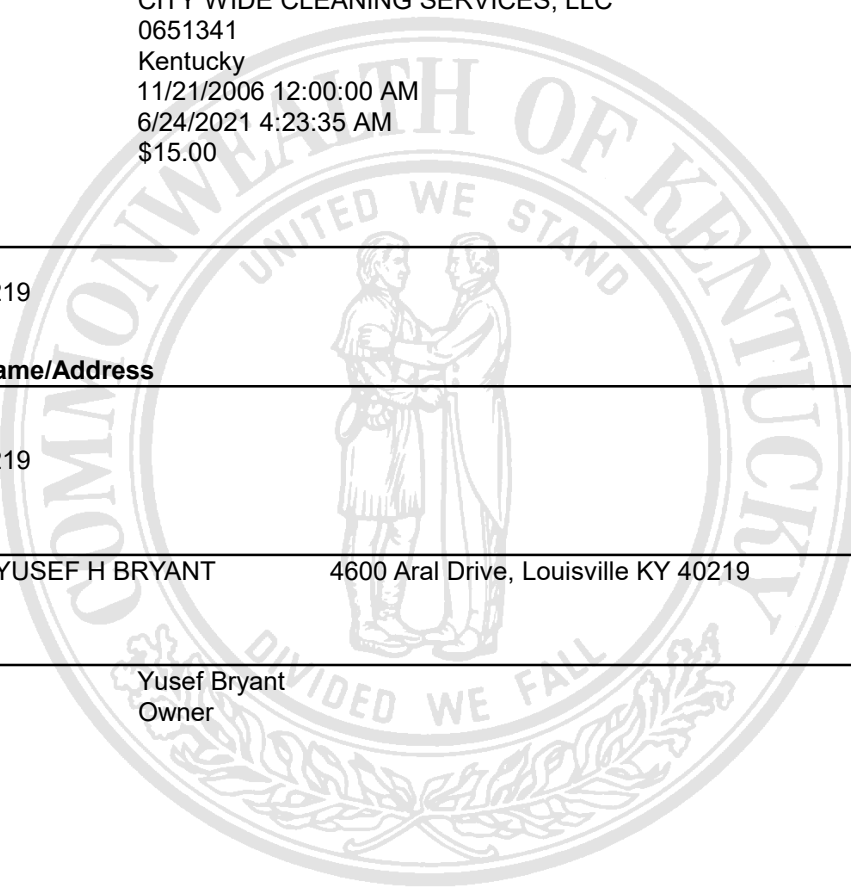 CITY WIDE CLEANING SERVICES, LLC
0651341
Kentucky
11/21/2006 12:00:00 AM
6/24/2021 4:23:35 AM
$15.00
COMMONWEALTH OF KENTUCKY
UNITED WE STAND
219
ame/Address
219
YUSEF H BRYANT 4600 Aral Drive, Louisville KY 40219
DIVIDED WE FALL
Yusef Bryant
Owner